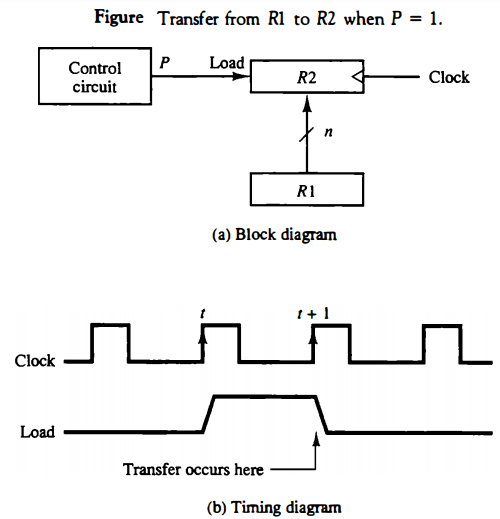 Figure Transfer from R1 to R2 when P = 1.
Control
circuit
P
Load
R2
Clock
n
R1
(a) Block diagram
t
t + 1
Clock
Load
Transfer occurs here
(b) Timing diagram